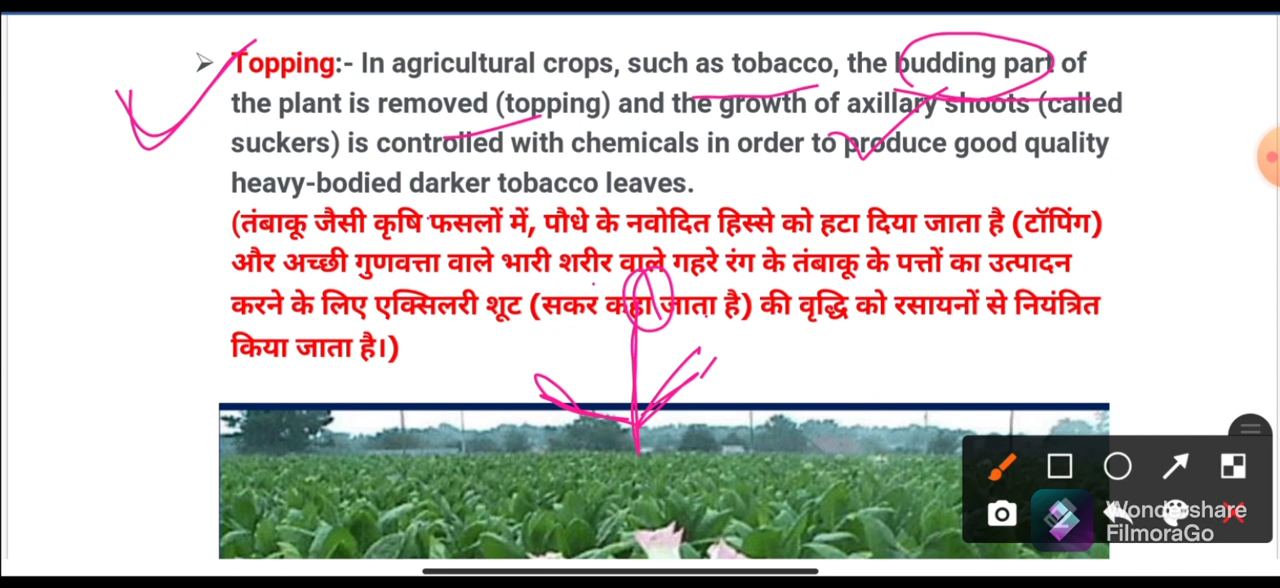 ➢ Topping:- In agricultural crops, such as tobacco, the budding part of
the plant is removed (topping) and the growth of axillary shoots (called
suckers) is controlled with chemicals in order to produce good quality
heavy-bodied darker tobacco leaves.
(तंबाकू जैसी कृषि फसलों में, पौधे के नवोदित हिस्से को हटा दिया जाता है (टॉपिंग)
और अच्छी गुणवत्ता वाले भारी शरीर वाले गहरे रंग के तंबाकू के पत्तों का उत्पादन
करने के लिए एक्सिलरी शूट (सकर कहा जाता है) की वृद्धि को रसायनों से नियंत्रित
किया जाता है।)
Wondershare
FilmoraGo